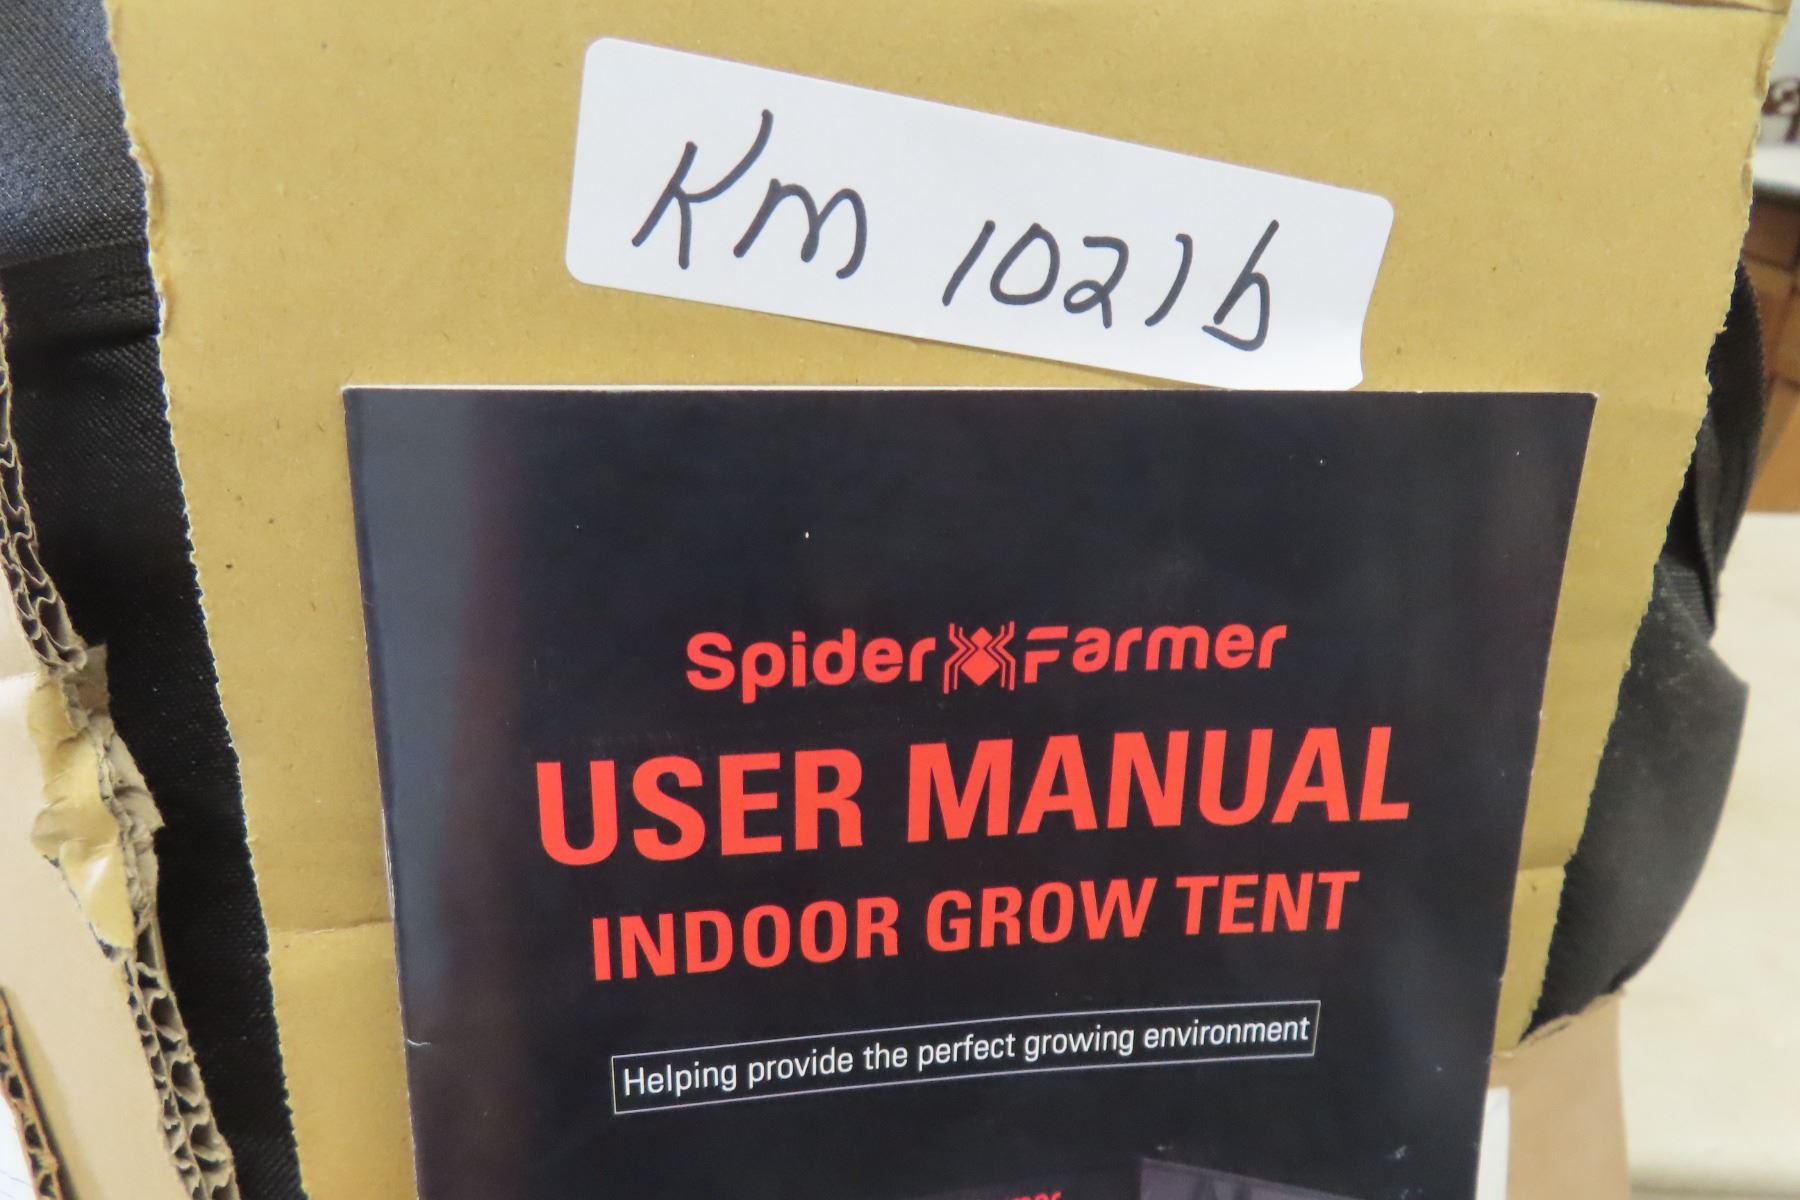 KM 1021b
Spider Farmer
USER MANUAL
INDOOR GROW TENT
Helping provide the perfect growing environment